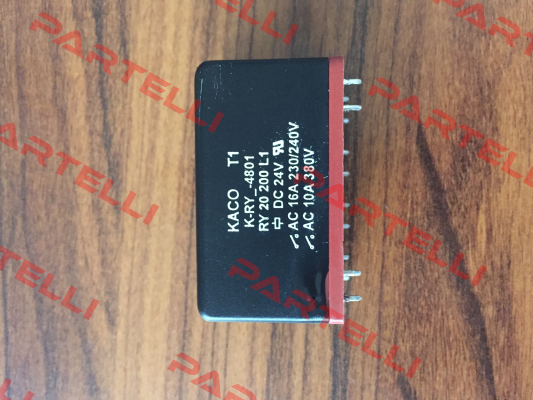 KACO T1
K-RY_-4801
RY 20 200 L1
DC 24V
AC 16A 230/240V
AC 10A 380V
PARTELLI
PARTELLI
PARTELLI
PARTELLI
PARTELLI
PARTELLI